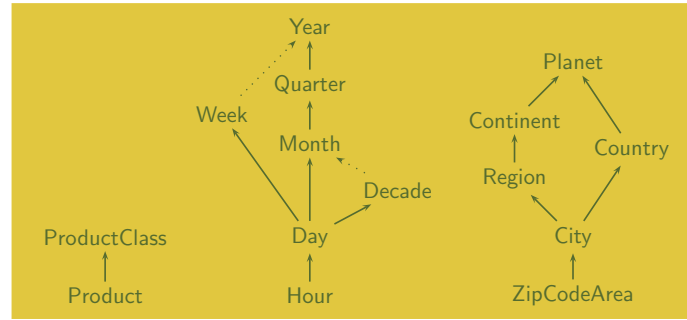 Year
Planet
Quarter
Week
Continent
Month
Country
Region
Decade
ProductClass
Day
City
Product
Hour
ZipCodeArea